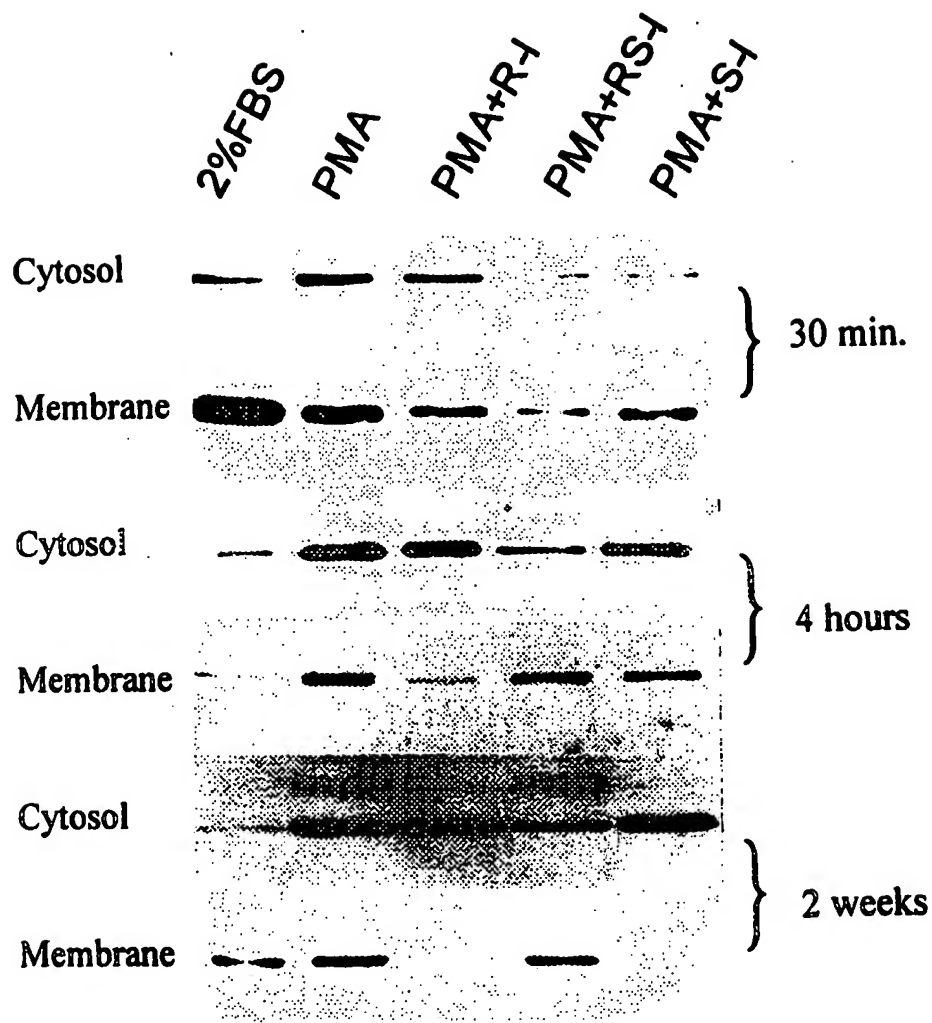 2%FBS PMA PMA+R-I PMA+RS-I PMA+S-I
Cytosol
30 min.
Membrane
Cytosol
4 hours
Membrane
Cytosol
2 weeks
Membrane